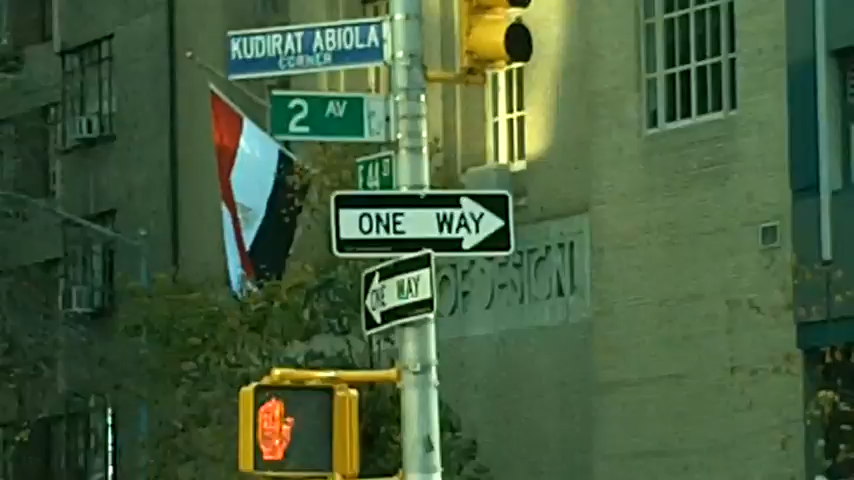 KUDIRAT ABIOLA
CORNER
2 AV
E 44 ST
ONE WAY
ONE WAY
OF DESIGN